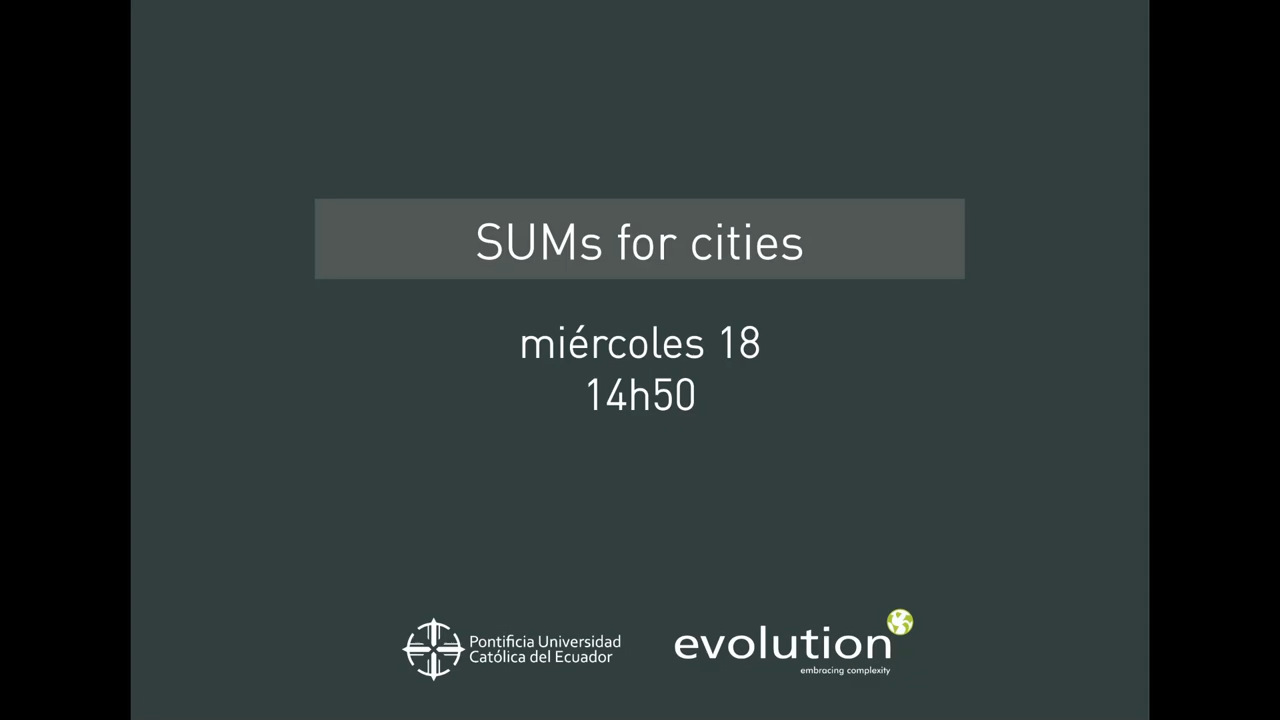 SUMs for cities
miércoles 18
14h50
Pontificia Universidad
Católica del Ecuador
evolution
embracing complexity